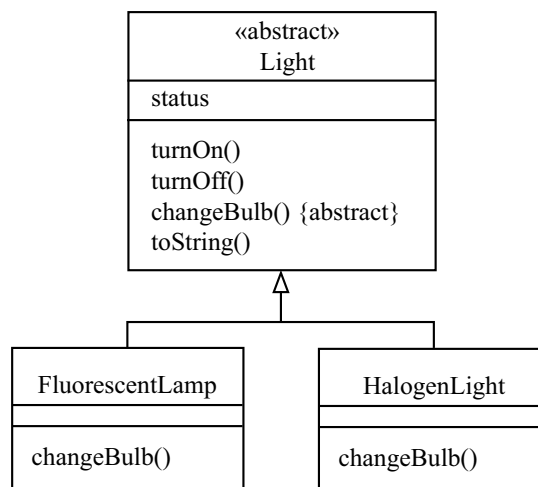 «abstract»
Light
status
turnOn()
turnOff()
changeBulb() {abstract}
toString()
FluorescentLamp
changeBulb()
HalogenLight
changeBulb()